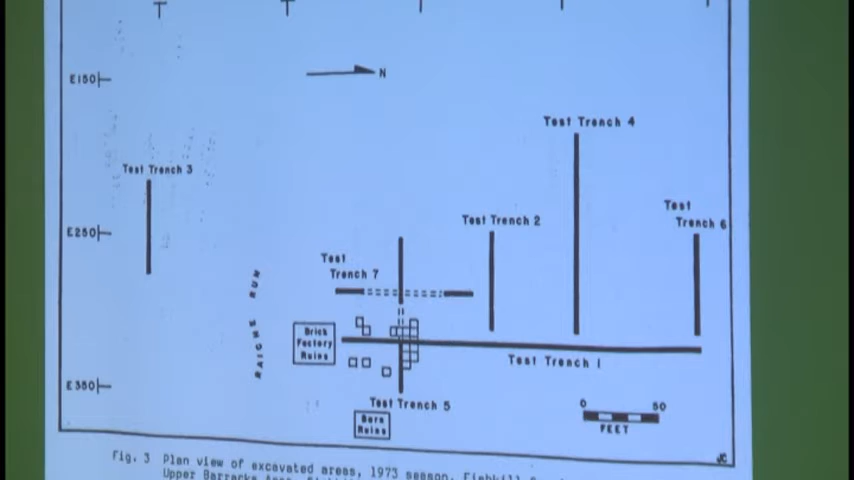 E150
N
Test Trench 4
Test Trench 3
Test
Trench 6
Test Trench 2
E250
Test
Trench 7
RAICHE RUN
Brick
Factory
Ruins
Test Trench 1
E350
Test Trench 5
0 50
FEET
Barn
Ruins
Fig. 3 Plan view of excavated areas, 1973 season, Fishkill
Upper Barracks Area,